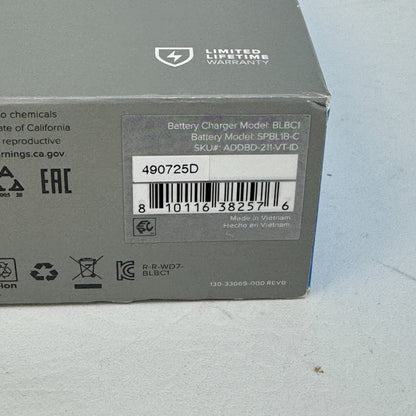 LIMITED
LIFETIME
WARRANTY
to chemicals
ate of California
reproductive
rnings.ca.gov.
Battery Charger Model: BLBC1
Battery Model: SPBL1B-C
SKU#: ADDBD-211-VT-ID
490725D
8 10116 38257 6
Made in Vietnam
Hecho en Vietnam.
EAC
R-R-WD7-
BLBC1
130-33065-000 REVB